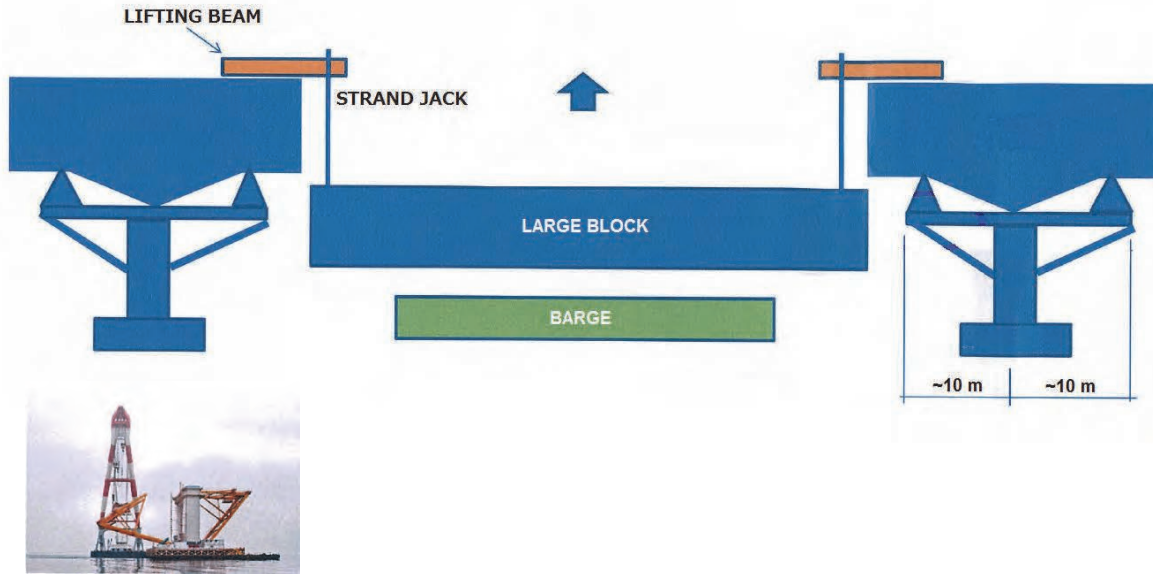 LIFTING BEAM
STRAND JACK
LARGE BLOCK
BARGE
~10 m
~10 m